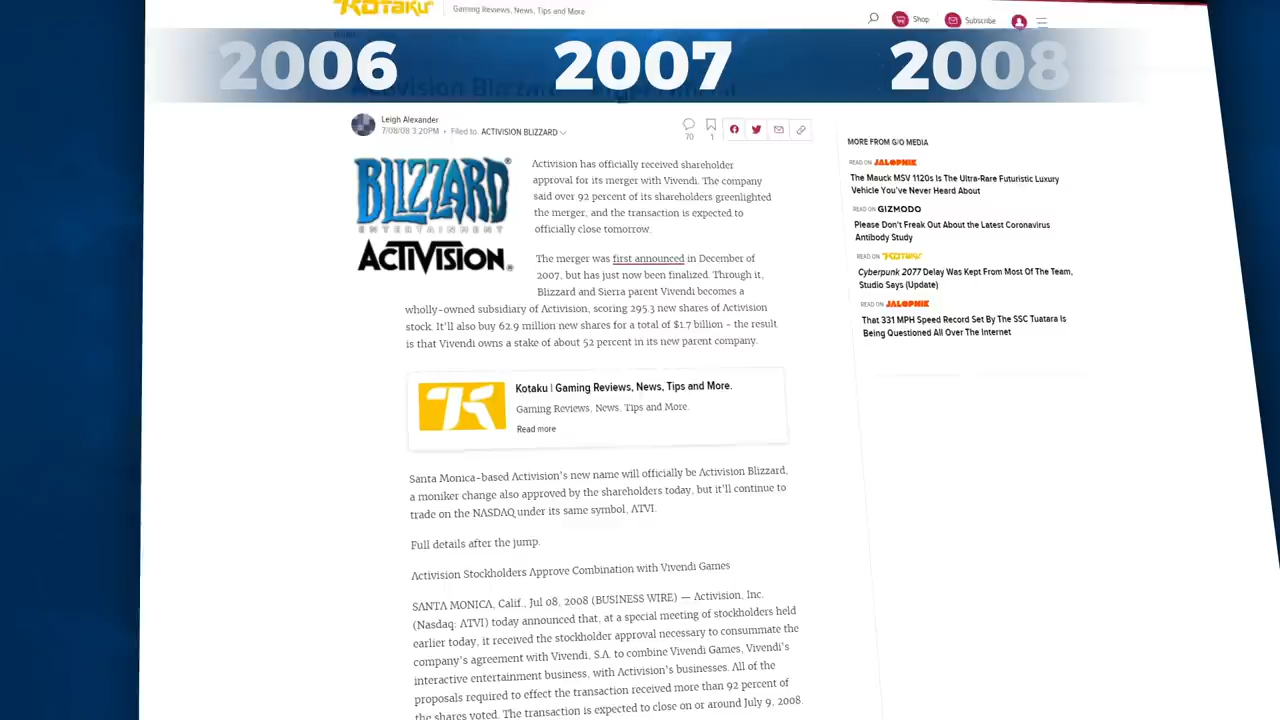 KOTAKU
Gaming Reviews, News, Tips and More
Shop
Subscribe
2006
2007
2008
Leigh Alexander
7/08/08 3:20PM • Filed to: ACTIVISION BLIZZARD
70
1
BLIZZARD®
ENTERTAINMENT
ACTIVISION®
Activision has officially received shareholder
approval for its merger with Vivendi. The company
said over 92 percent of its shareholders greenlighted
the merger, and the transaction is expected to
officially close tomorrow.
The merger was first announced in December of
2007, but has just now been finalized. Through it,
Blizzard and Sierra parent Vivendi becomes a
wholly-owned subsidiary of Activision, scoring 295.3 new shares of Activision
stock. It'll also buy 62.9 million new shares for a total of $1.7 billion – the result
is that Vivendi owns a stake of about 52 percent in its new parent company.
Kotaku | Gaming Reviews, News, Tips and More.
Gaming Reviews, News, Tips and More.
Read more
Santa Monica-based Activision's new name will officially be Activision Blizzard,
a moniker change also approved by the shareholders today, but it'll continue to
trade on the NASDAQ under its same symbol, ATVI.
Full details after the jump.
Activision Stockholders Approve Combination with Vivendi Games
SANTA MONICA, Calif., Jul 08, 2008 (BUSINESS WIRE) — Activision, Inc.
(Nasdaq: ATVI) today announced that, at a special meeting of stockholders held
earlier today, it received the stockholder approval necessary to consummate the
company's agreement with Vivendi, S.A. to combine Vivendi Games, Vivendi's
interactive entertainment business, with Activision's businesses. All of the
proposals required to effect the transaction received more than 92 percent of
the shares voted. The transaction is expected to close on or around July 9, 2008.
MORE FROM G/O MEDIA
READ ON JALOPNIK
The Mauck MSV 1120s Is The Ultra-Rare Futuristic Luxury
Vehicle You've Never Heard About
READ ON GIZMODO
Please Don't Freak Out About the Latest Coronavirus
Antibody Study
READ ON KOTAKU
Cyberpunk 2077 Delay Was Kept From Most Of The Team,
Studio Says (Update)
READ ON JALOPNIK
That 331 MPH Speed Record Set By The SSC Tuatara Is
Being Questioned All Over The Internet